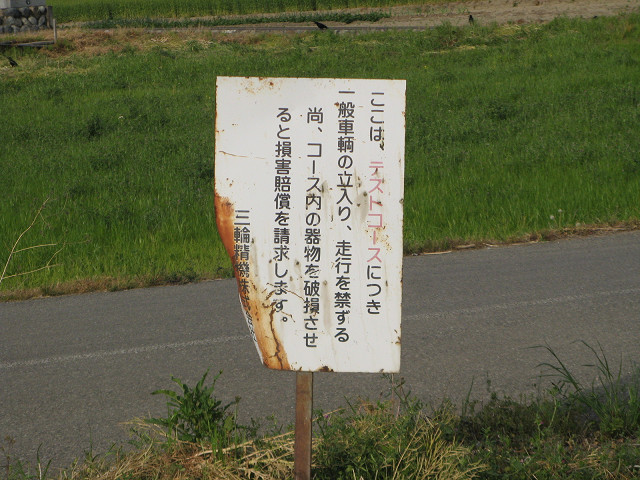 ここは、テストコースにつき
一般車輌の立入り、走行を禁ずる
尚、コース内の器物を破損させ
ると損害賠償を請求します。
三輪精機株